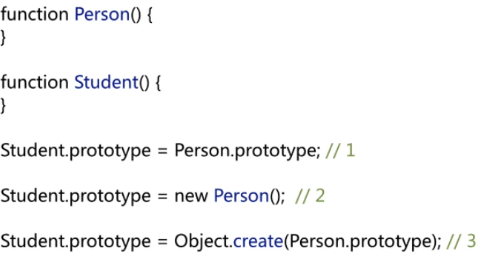 function Person() {
}
function Student() {
}
Student.prototype = Person.prototype; // 1
Student.prototype = new Person(); // 2
Student.prototype = Object.create(Person.prototype); // 3